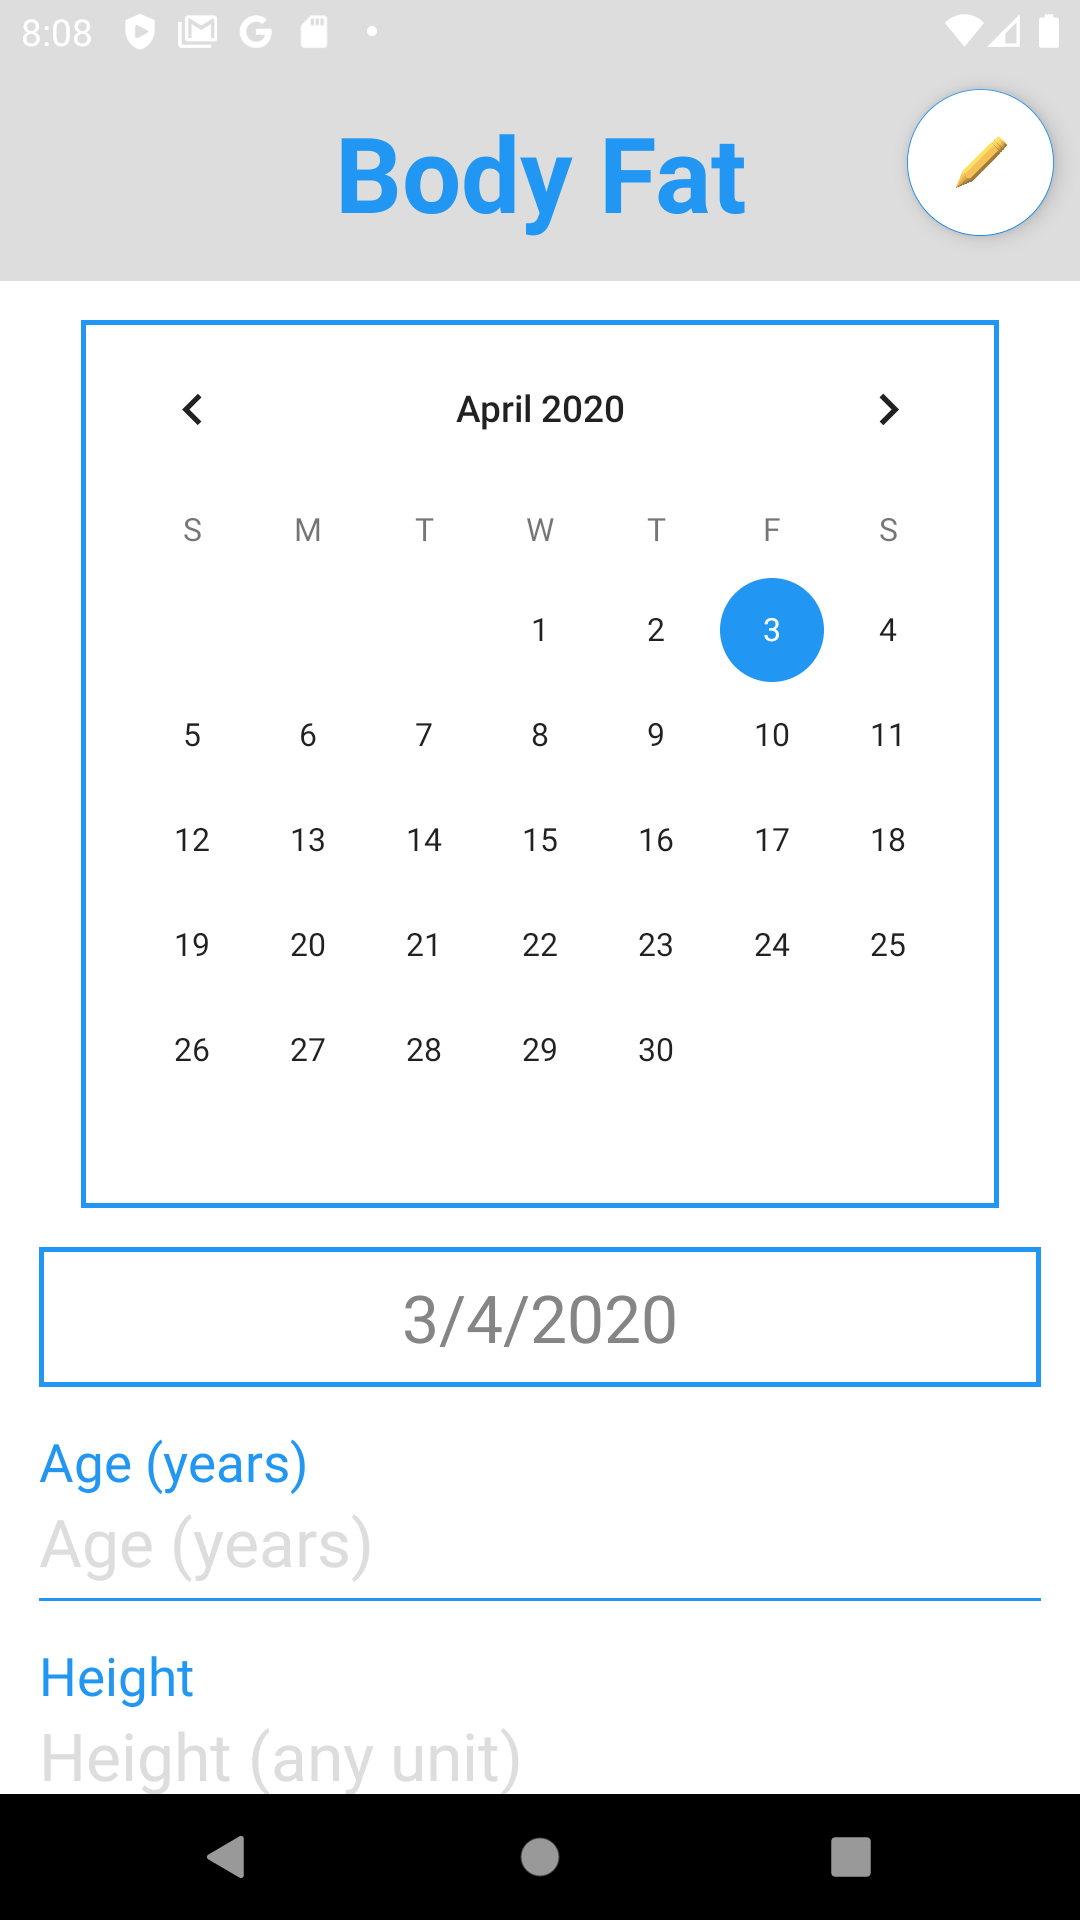 8:08
Body Fat
April 2020
S M T W T F S
1 2 3 4
5 6 7 8 9 10 11
12 13 14 15 16 17 18
19 20 21 22 23 24 25
26 27 28 29 30
3/4/2020
Age (years)
Age (years)
Height
Height (any unit)